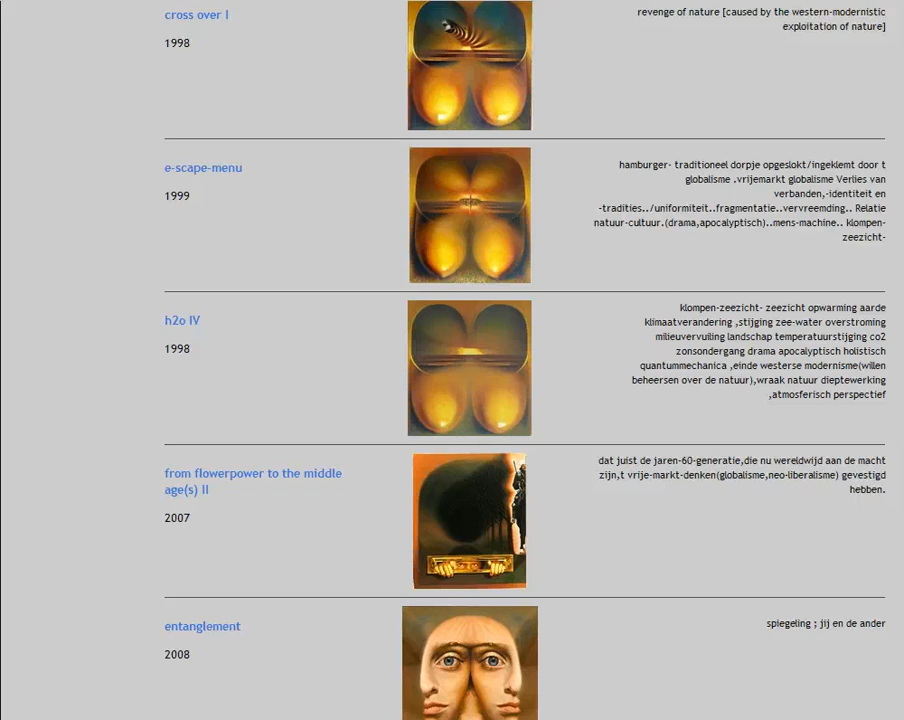 cross over I
1998
revenge of nature [caused by the western-modernistic
exploitation of nature]
e-scape-menu
1999
hamburger- traditioneel dorpje opgeslokt/ingeklemt door t
globalisme .vrijemarkt globalisme Verlies van
verbanden,-identiteit en
-tradities../uniformiteit..fragmentatie..vervreemding.. Relatie
natuur-cultuur.(drama,apocalyptisch)..mens-machine.. klompen-
zeezicht-
h2o IV
1998
klompen-zeezicht- zeezicht opwarming aarde
klimaatverandering ,stijging zee-water overstroming
milieuvervuiling landschap temperatuurstijging co2
zonsondergang drama apocalyptisch holistisch
quantummechanica ,einde westerse modernisme(willen
beheersen over de natuur),wraak natuur dieptewerking
,atmosferisch perspectief
from flowerpower to the middle
age(s) II
2007
dat juist de jaren-60-generatie,die nu wereldwijd aan de macht
zijn,t vrije-markt-denken(globalisme,neo-liberalisme) gevestigd
hebben.
entanglement
2008
spiegeling ; jij en de ander